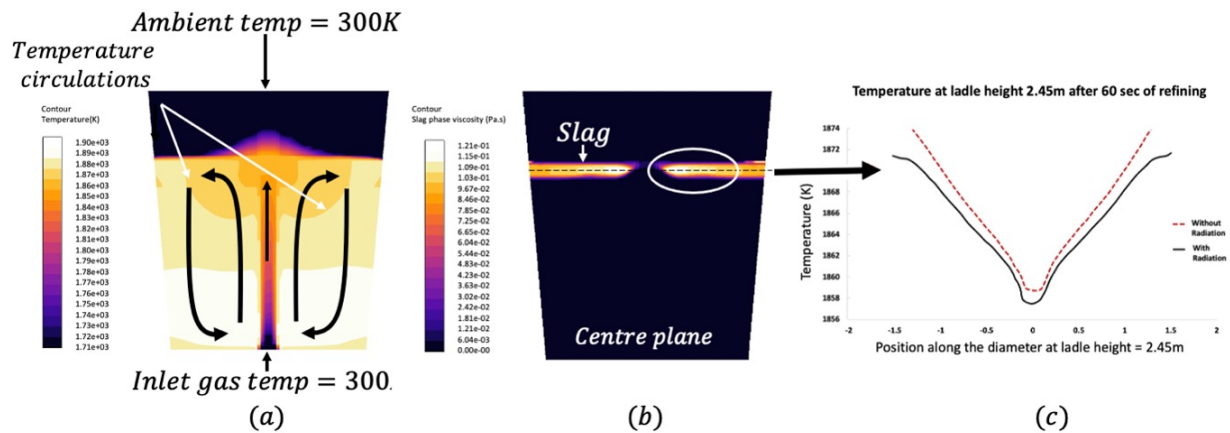 Ambient temp = 300K
Temperature
circulations
Contour
Temperature(K)
1.90e+03
1.89e+03
1.88e+03
1.87e+03
1.86e+03
1.85e+03
1.84e+03
1.83e+03
1.82e+03
1.81e+03
1.80e+03
1.79e+03
1.78e+03
1.77e+03
1.76e+03
1.75e+03
1.74e+03
1.73e+03
1.72e+03
1.71e+03
Inlet gas temp = 300.
(a)
Contour
Slag phase viscosity (Pa.s)
1.21e-01
1.15e-01
1.09e-01
1.03e-01
9.67e-02
9.06e-02
8.46e-02
7.85e-02
7.25e-02
6.65e-02
6.04e-02
5.44e-02
4.83e-02
4.23e-02
3.63e-02
3.02e-02
2.42e-02
1.81e-02
1.21e-02
6.04e-03
0.00e-00
Slag
Centre plane
(b)
Temperature at ladle height 2.45m after 60 sec of refining
Temperature (K)
1874
1872
1870
1868
1866
1864
1862
1860
1858
1856
-2
-1.5
-1
-0.5
0
0.5
1
1.5
2
Without
Radiation
With
Radiation
Position along the diameter at ladle height = 2.45m
(c)